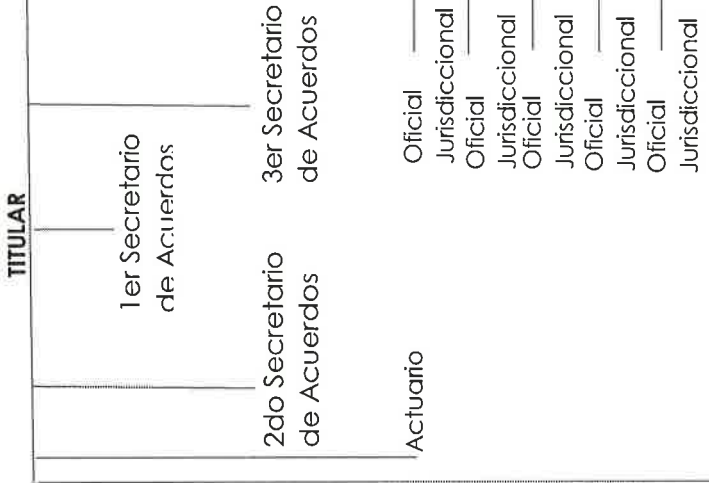 TITULAR
1er Secretario
de Acuerdos
2do Secretario
de Acuerdos
3er Secretario
de Acuerdos
Actuario
Oficial
Jurisdiccional
Oficial
Jurisdiccional
Oficial
Jurisdiccional
Oficial
Jurisdiccional
Oficial
Jurisdiccional